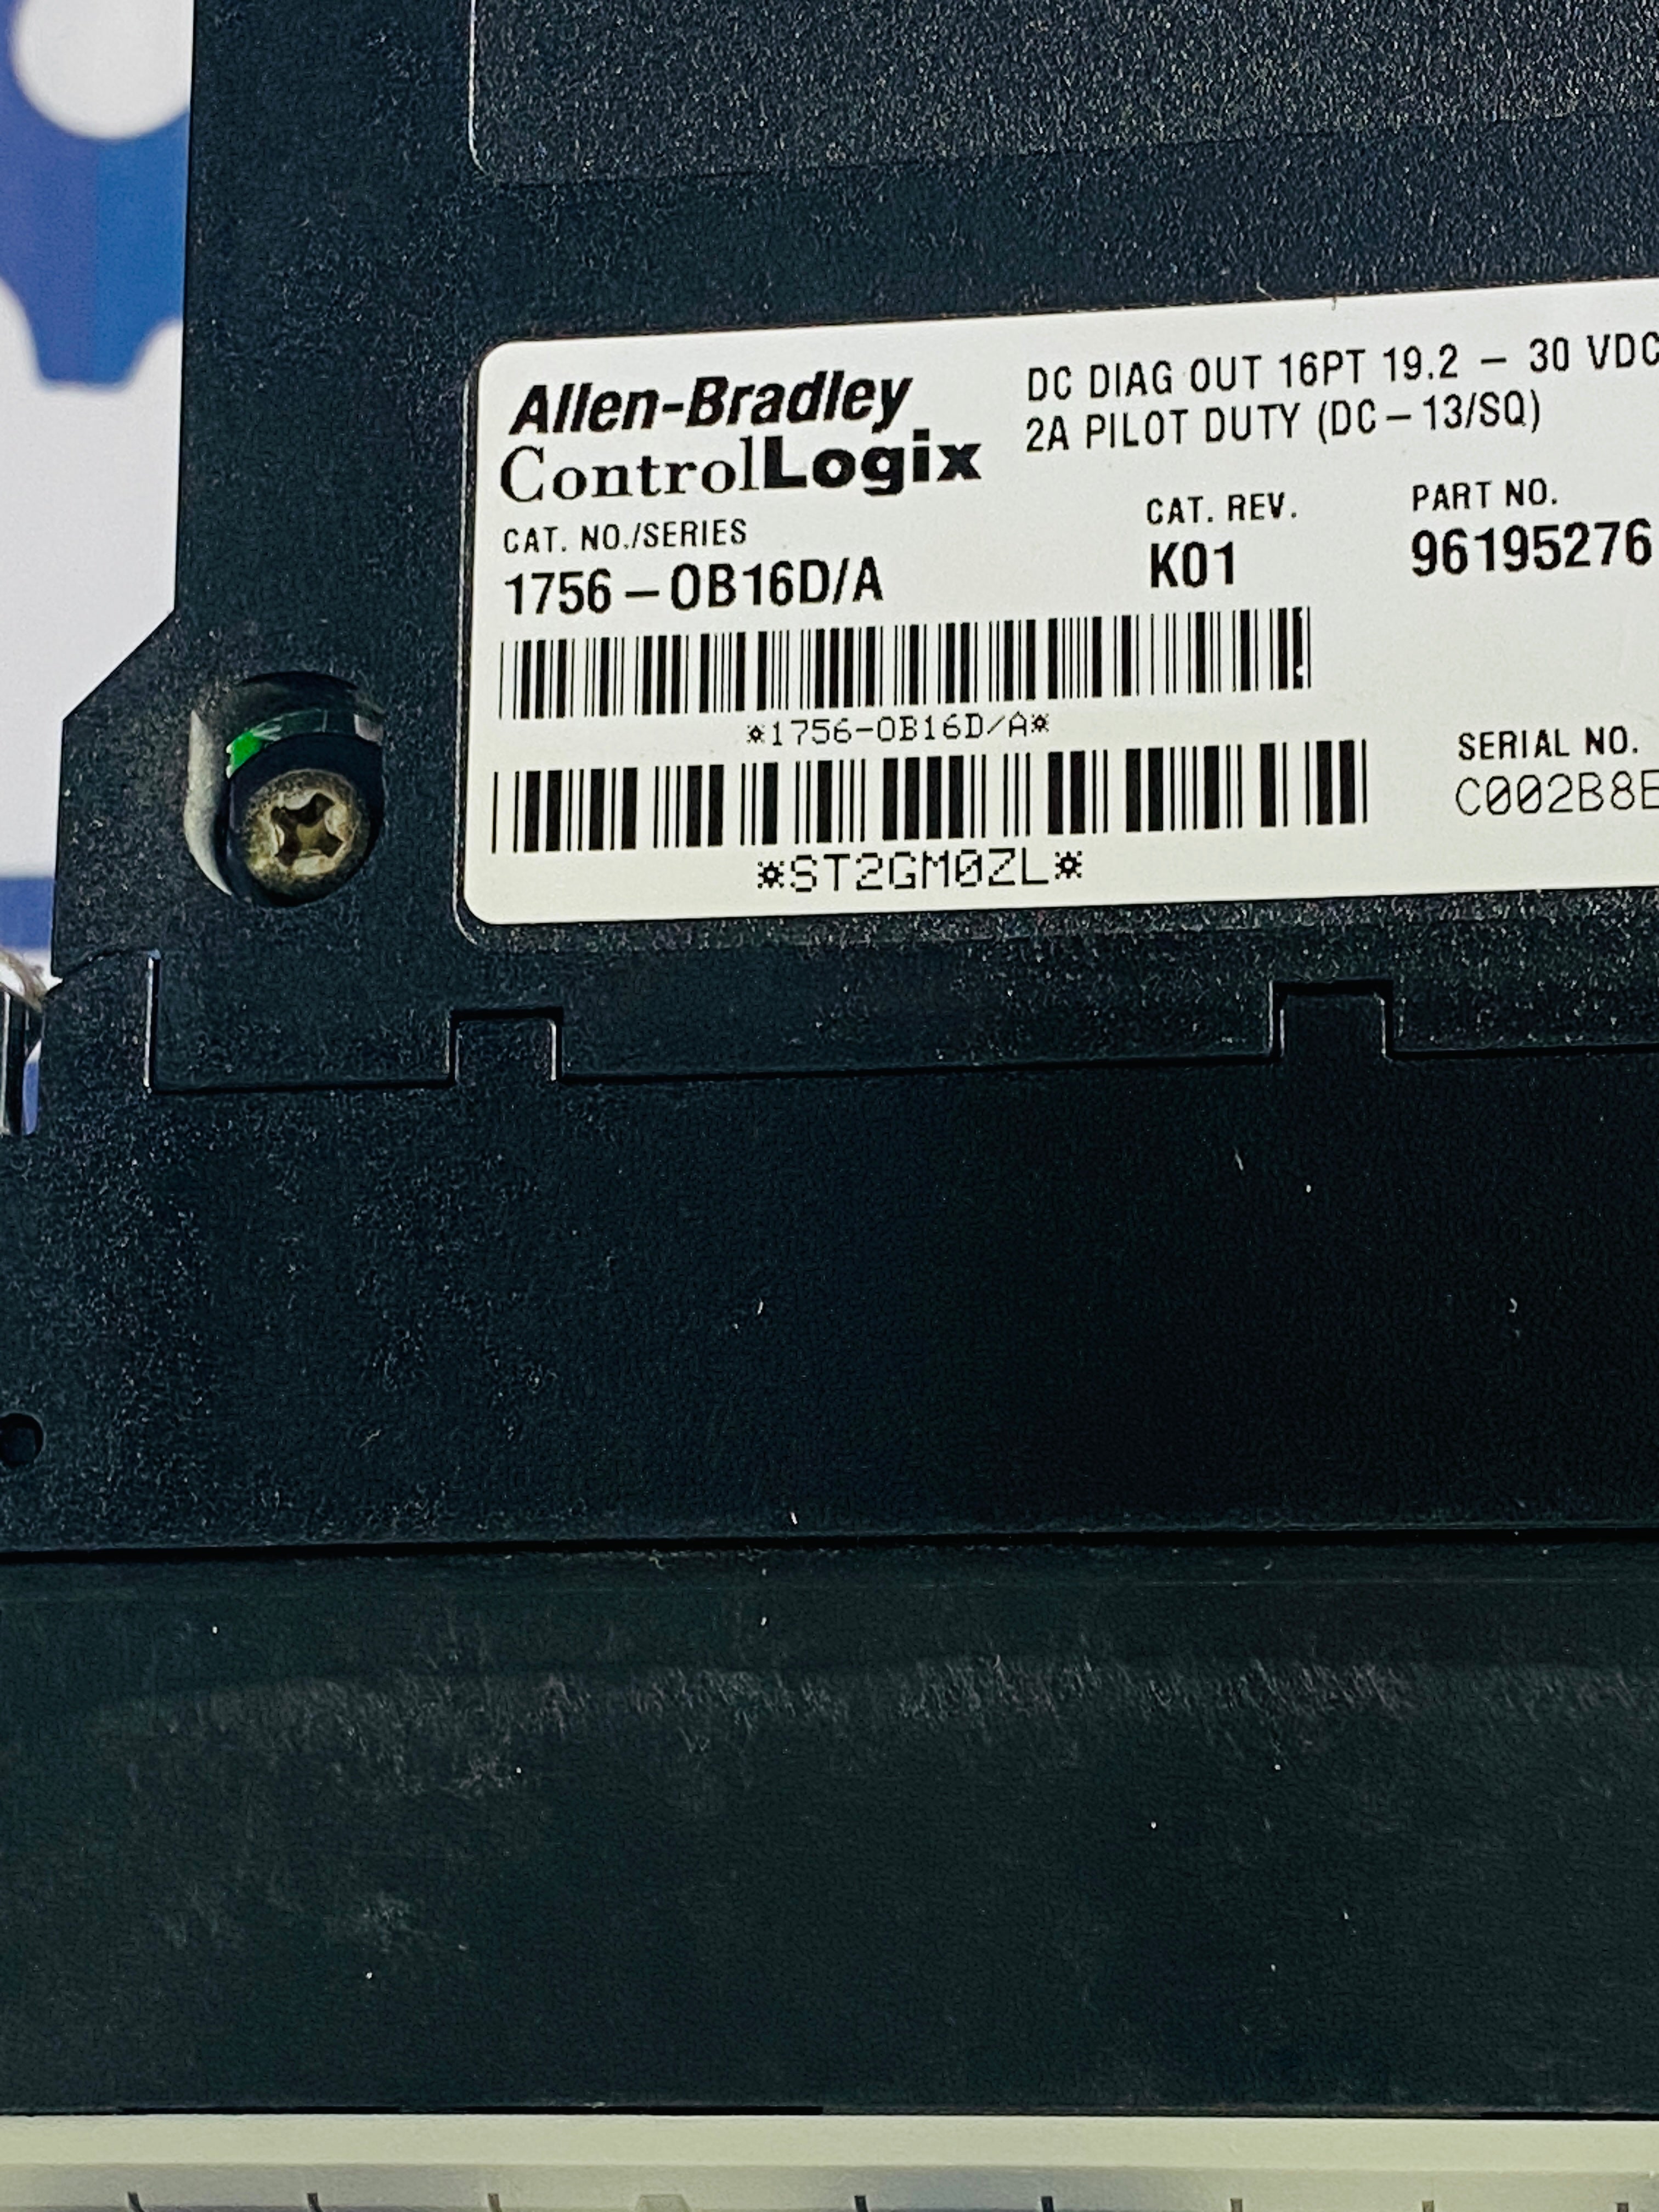 Allen-Bradley
ControlLogix
DC DIAG OUT 16PT 19.2 – 30 VDC
2A PILOT DUTY (DC – 13/SQ)
CAT. NO./SERIES
1756 – OB16D/A
CAT. REV.
K01
PART NO.
96195276
*1756-OB16D/A*
SERIAL NO.
C002B8E
*ST2GM0ZL*